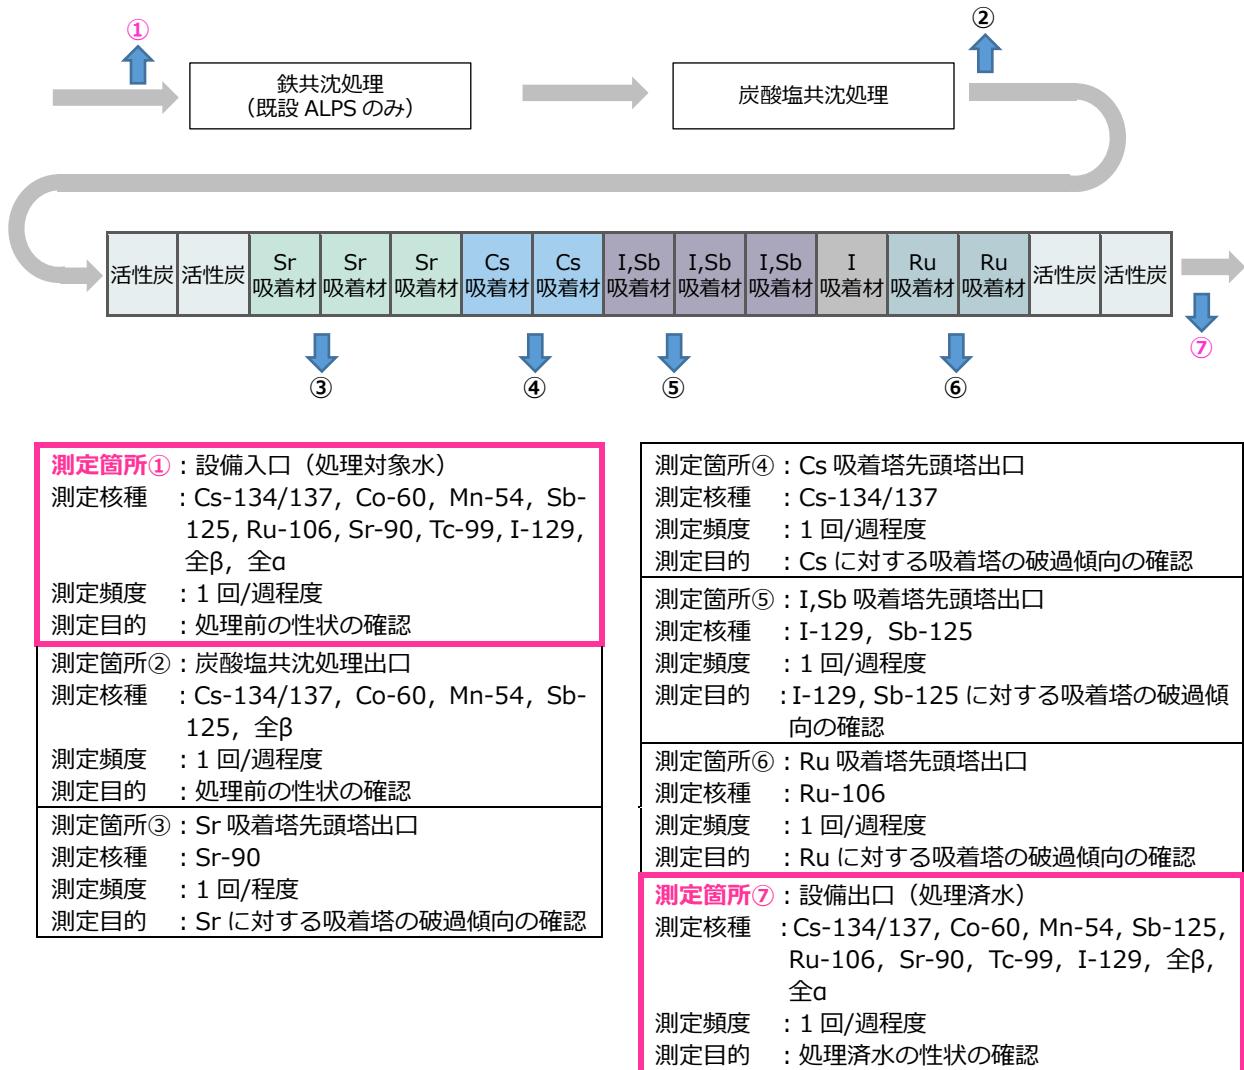 ①
②
鉄共沈処理
（既設 ALPS のみ）
炭酸塩共沈処理
活性炭
活性炭
Sr
吸着材
Sr
吸着材
Sr
吸着材
Cs
吸着材
Cs
吸着材
I,Sb
吸着材
I,Sb
吸着材
I,Sb
吸着材
I
吸着材
Ru
吸着材
Ru
吸着材
活性炭
活性炭
③
④
⑤
⑥
⑦
測定箇所①：設備入口（処理対象水）
測定核種　：Cs-134/137, Co-60, Mn-54, Sb-
125, Ru-106, Sr-90, Tc-99, I-129,
全β, 全α
測定頻度　：1 回/週程度
測定目的　：処理前の性状の確認
測定箇所②：炭酸塩共沈処理出口
測定核種　：Cs-134/137, Co-60, Mn-54, Sb-
125, 全β
測定頻度　：1 回/週程度
測定目的　：処理前の性状の確認
測定箇所③：Sr 吸着塔先頭塔出口
測定核種　：Sr-90
測定頻度　：1 回/程度
測定目的　：Sr に対する吸着塔の破過傾向の確認
測定箇所④：Cs 吸着塔先頭塔出口
測定核種　：Cs-134/137
測定頻度　：1 回/週程度
測定目的　：Cs に対する吸着塔の破過傾向の確認
測定箇所⑤：I,Sb 吸着塔先頭塔出口
測定核種　：I-129, Sb-125
測定頻度　：1 回/週程度
測定目的　：I-129, Sb-125 に対する吸着塔の破過傾
向の確認
測定箇所⑥：Ru 吸着塔先頭塔出口
測定核種　：Ru-106
測定頻度　：1 回/週程度
測定目的　：Ru に対する吸着塔の破過傾向の確認
測定箇所⑦：設備出口（処理済水）
測定核種　：Cs-134/137, Co-60, Mn-54, Sb-125,
Ru-106, Sr-90, Tc-99, I-129, 全β,
全α
測定頻度　：1 回/週程度
測定目的　：処理済水の性状の確認